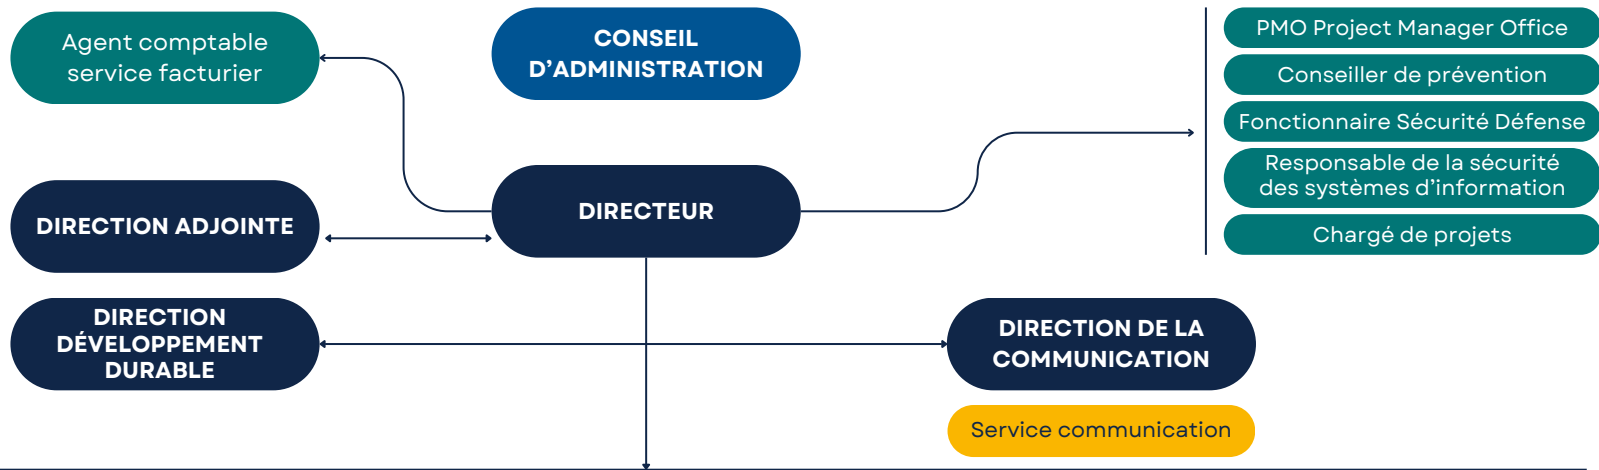 Agent comptable
service facturier
CONSEIL
D’ADMINISTRATION
PMO Project Manager Office
Conseiller de prévention
Fonctionnaire Sécurité Défense
Responsable de la sécurité
des systèmes d’information
Chargé de projets
DIRECTION ADJOINTE
DIRECTEUR
DIRECTION
DÉVELOPPEMENT
DURABLE
DIRECTION DE LA
COMMUNICATION
Service communication